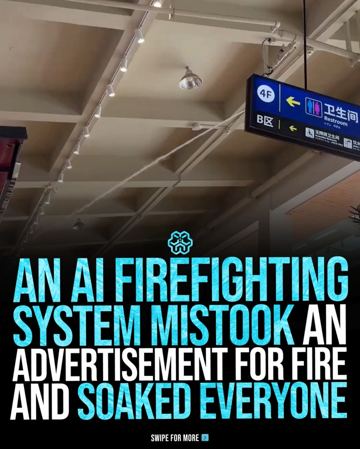 4F
卫生间
Restroom
B区
AN AI FIREFIGHTING
SYSTEM MISTOOK AN
ADVERTISEMENT FOR FIRE
AND SOAKED EVERYONE
SWIPE FOR MORE